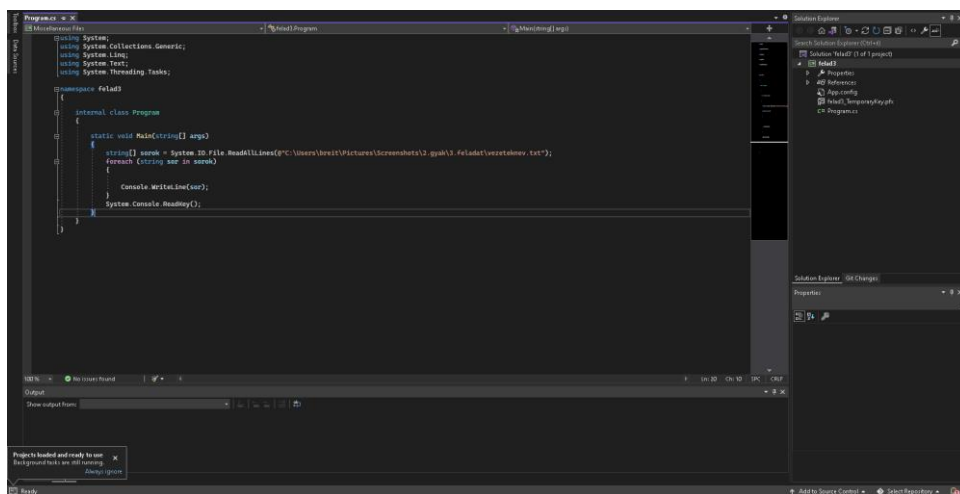 Toolbox
Data Sources
Program.cs
Miscellaneous Files
felad3.Program
Main(string[] args)
using System;
using System.Collections.Generic;
using System.Linq;
using System.Text;
using System.Threading.Tasks;
namespace felad3
{
internal class Program
{
static void Main(string[] args)
{
string[] sorok = System.IO.File.ReadAllLines(@"C:\Users\breit\Pictures\Screenshots\2.gyak\3.feladat\vezeteknev.txt");
foreach (string sor in sorok)
{
Console.WriteLine(sor);
}
System.Console.ReadKey();
}
}
}
100 %
No issues found
Ln: 20 Ch: 10 SPC CRLF
Output
Show output from:
Projects loaded and ready to use
Background tasks are still running.
Always ignore
Ready
Solution Explorer
Search Solution Explorer (Ctrl+é)
Solution 'felad3' (1 of 1 project)
felad3
Properties
References
App.config
felad3_TemporaryKey.pfx
C# Program.cs
Solution Explorer Git Changes
Properties
Add to Source Control
Select Repository